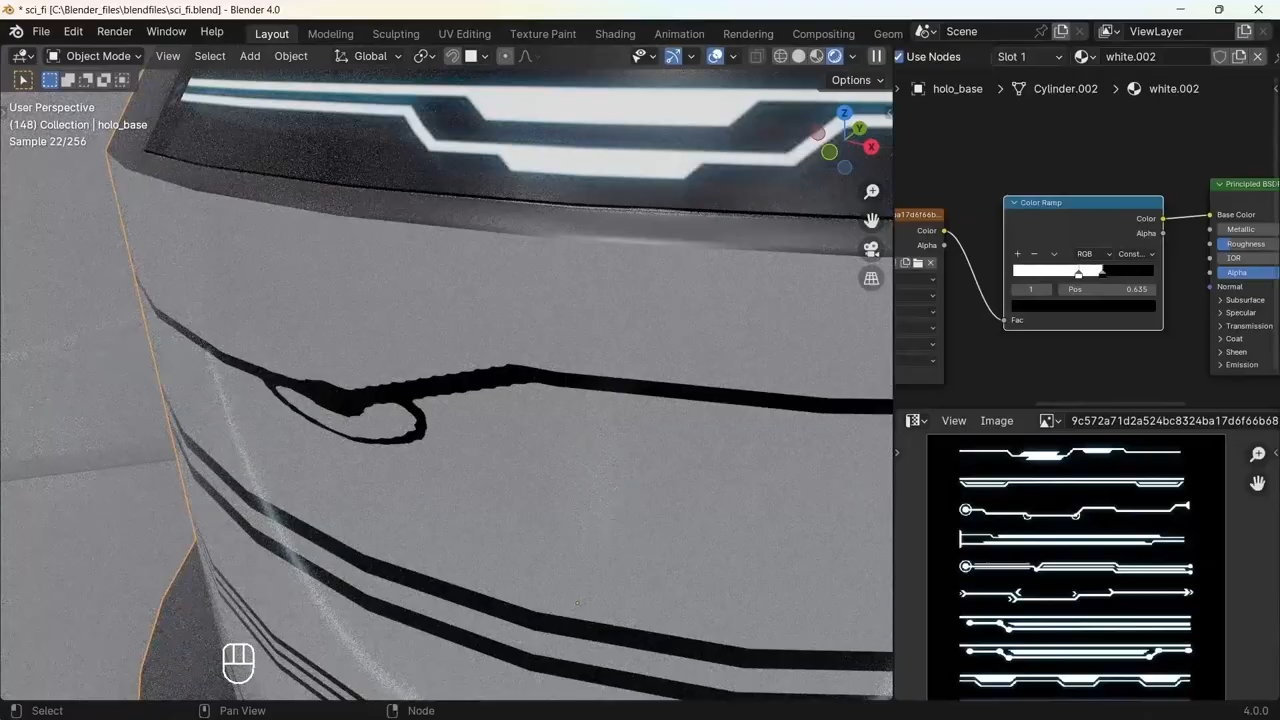 * sci_fi [C:\Blender_files\blendfiles\sci_fi.blend] - Blender 4.0
File Edit Render Window Help
Layout Modeling Sculpting UV Editing Texture Paint Shading Animation Rendering Compositing Geom
Scene
ViewLayer
Object Mode
View Select Add Object
Global
Options
User Perspective
(148) Collection | holo_base
Sample 22/256
Z
Y
X
Use Nodes
Slot 1
white.002
holo_base
Cylinder.002
white.002
ba17d6f66b...
Color
Alpha
Color Ramp
Color
Alpha
RGB
Const...
1
Pos 0.635
Fac
Principled BSD
Base Color
Metallic
Roughness
IOR
Alpha
Normal
Subsurface
Specular
Transmission
Coat
Sheen
Emission
View Image
9c572a71d2a524bc8324ba17d6f66b68
Select
Pan View
Node
4.0.0